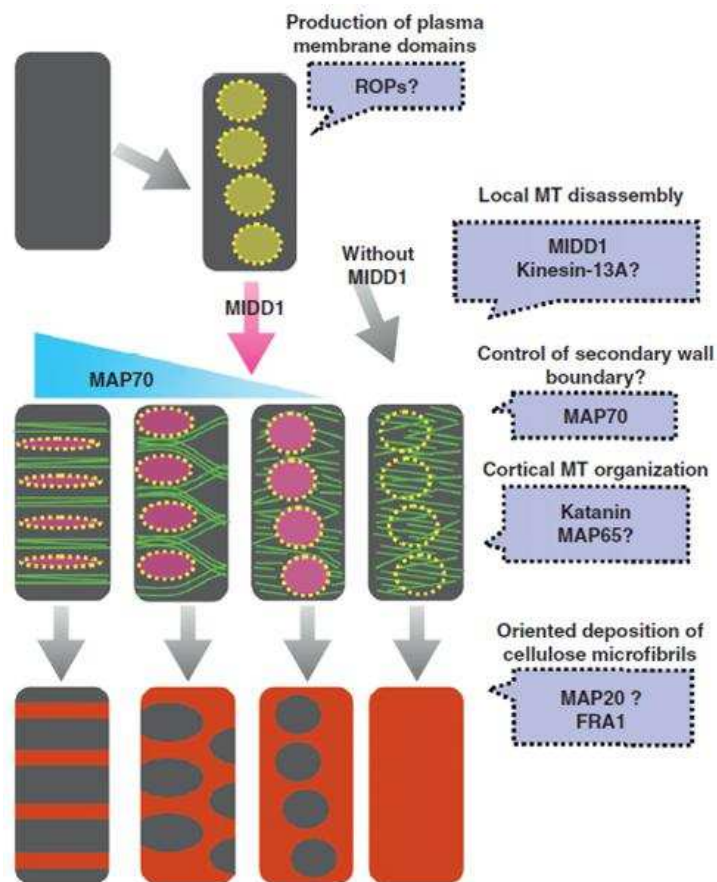 Production of plasma
membrane domains
ROPs?
Local MT disassembly
MIDD1
Kinesin-13A?
Without
MIDD1
MIDD1
MAP70
Control of secondary wall
boundary?
MAP70
Cortical MT organization
Katanin
MAP65?
Oriented deposition of
cellulose microfibrils
MAP20 ?
FRA1